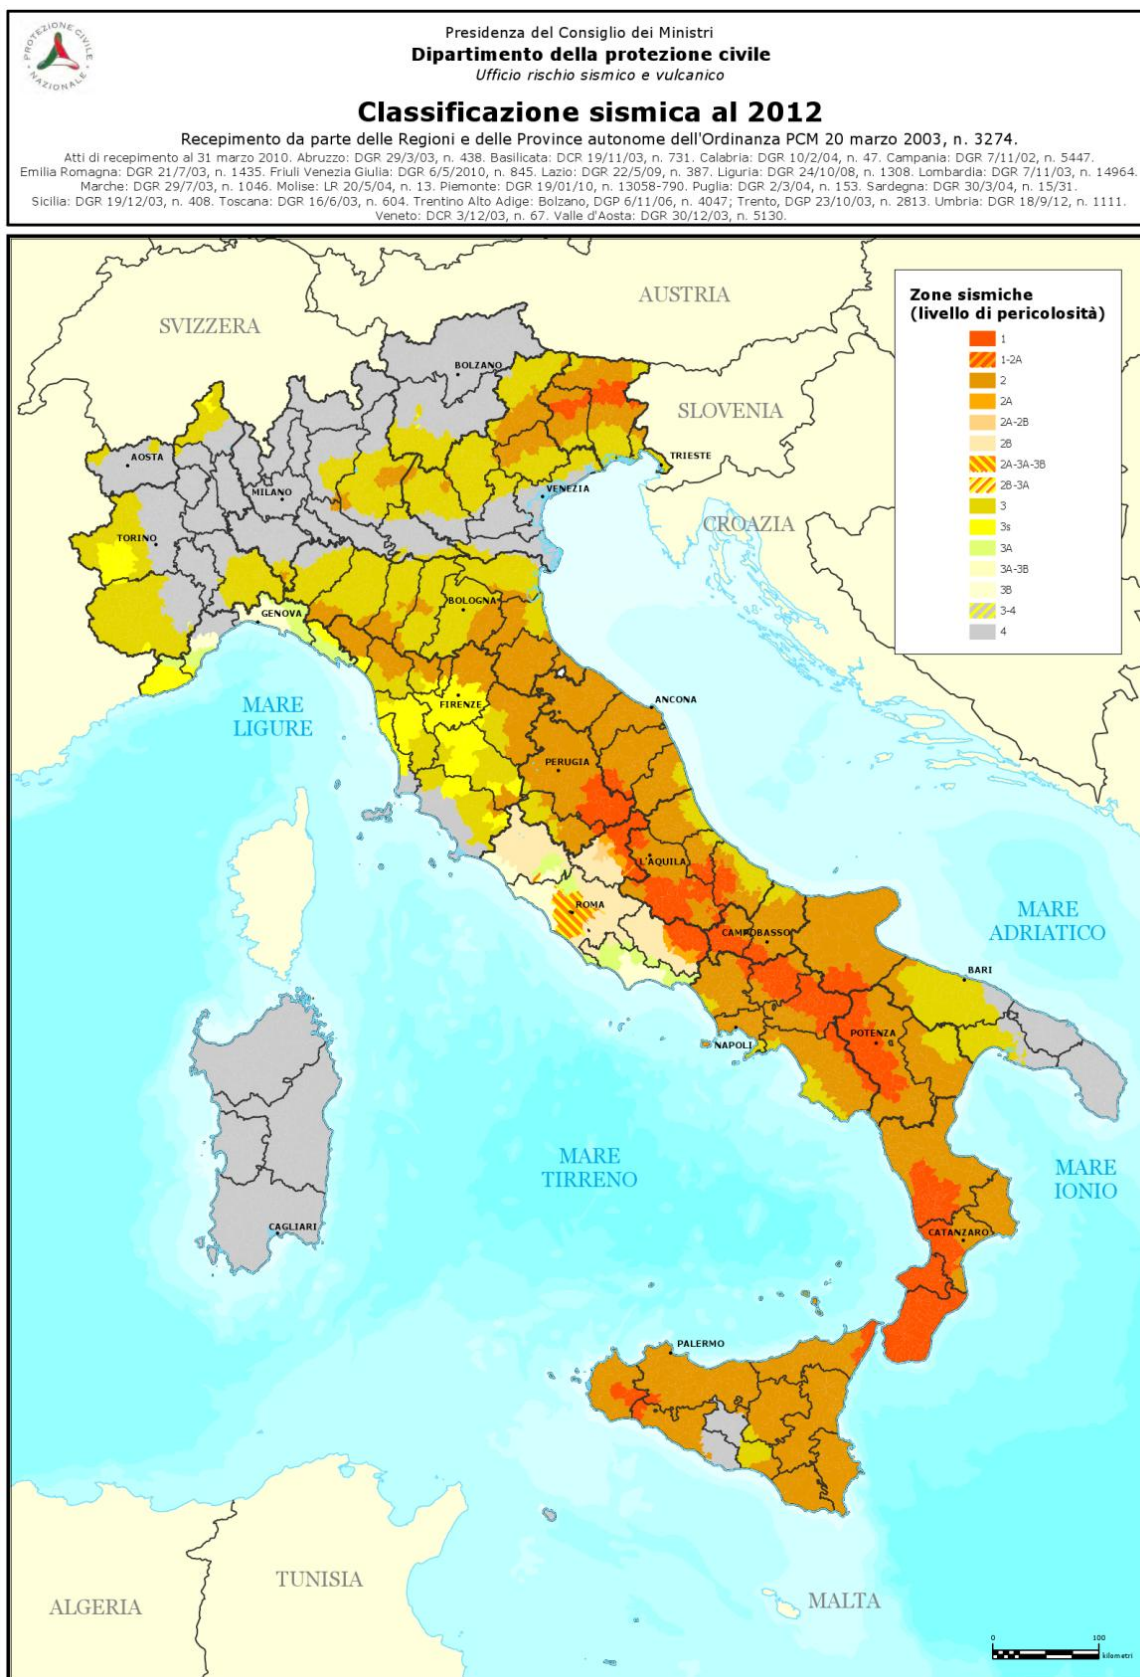 PROTEZIONE CIVILE
NAZIONALE
Presidenza del Consiglio dei Ministri
Dipartimento della protezione civile
Ufficio rischio sismico e vulcanico
Classificazione sismica al 2012
Recepimento da parte delle Regioni e delle Province autonome dell'Ordinanza PCM 20 marzo 2003, n. 3274.
Atti di recepimento al 31 marzo 2010. Abruzzo: DGR 29/3/03, n. 438. Basilicata: DCR 19/11/03, n. 731. Calabria: DGR 10/2/04, n. 47. Campania: DGR 7/11/02, n. 5447.
Emilia Romagna: DGR 21/7/03, n. 1435. Friuli Venezia Giulia: DGR 6/5/2010, n. 845. Lazio: DGR 22/5/09, n. 387. Liguria: DGR 24/10/08, n. 1308. Lombardia: DGR 7/11/03, n. 14964.
Marche: DGR 29/7/03, n. 1046. Molise: LR 20/5/04, n. 13. Piemonte: DGR 19/01/10, n. 13058-790. Puglia: DGR 2/3/04, n. 153. Sardegna: DGR 30/3/04, n. 15/31.
Sicilia: DGR 19/12/03, n. 408. Toscana: DGR 16/6/03, n. 604. Trentino Alto Adige: Bolzano, DGP 6/11/06, n. 4047; Trento, DGP 23/10/03, n. 2813. Umbria: DGR 18/9/12, n. 1111.
Veneto: DCR 3/12/03, n. 67. Valle d'Aosta: DGR 30/12/03, n. 5130.
Zone sismiche
(livello di pericolosità)
1
1-2A
2
2A
2A-2B
2B
2A-3A-3B
2B-3A
3
3s
3A
3A-3B
3B
3-4
4
AUSTRIA
SVIZZERA
BOLZANO
SLOVENIA
AOSTA
TRIESTE
MILANO
VENEZIA
CROAZIA
TORINO
BOLOGNA
GENOVA
MARE
LIGURE
FIRENZE
ANCONA
PERUGIA
L'AQUILA
ROMA
CAMPOBASSO
MARE
ADRIATICO
BARI
POTENZA
NAPOLI
MARE
TIRRENO
MARE
IONIO
CAGLIARI
CATANZARO
PALERMO
TUNISIA
ALGERIA
MALTA
0
100
kilometri